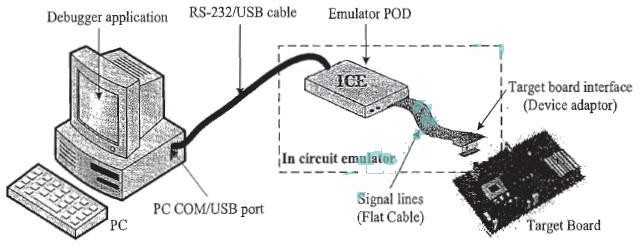 Debugger application
RS-232/USB cable
Emulator POD
ICE
Target board interface
(Device adaptor)
In circuit emulator
PC COM/USB port
Signal lines
(Flat Cable)
PC
Target Board